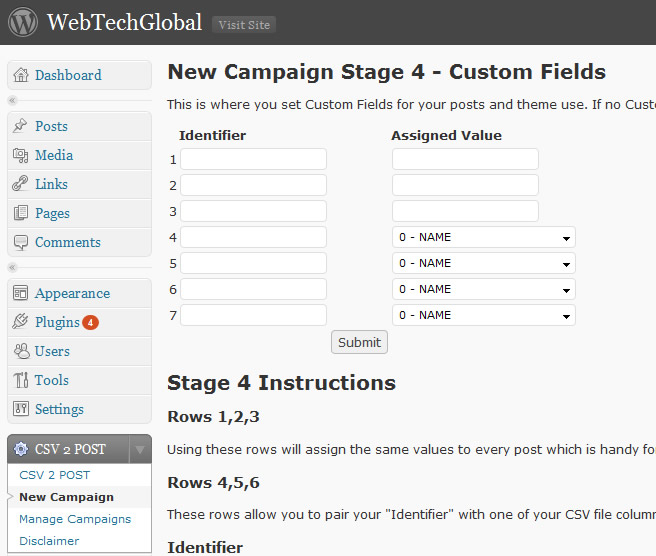 WebTechGlobal Visit Site
Dashboard
Posts
Media
Links
Pages
Comments
Appearance
Plugins 4
Users
Tools
Settings
CSV 2 POST
CSV 2 POST
New Campaign
Manage Campaigns
Disclaimer
New Campaign Stage 4 - Custom Fields
This is where you set Custom Fields for your posts and theme use. If no Cust
Identifier Assigned Value
1
2
3
4 0 - NAME
5 0 - NAME
6 0 - NAME
7 0 - NAME
Submit
Stage 4 Instructions
Rows 1,2,3
Using these rows will assign the same values to every post which is handy fo
Rows 4,5,6
These rows allow you to pair your "Identifier" with one of your CSV file column
Identifier